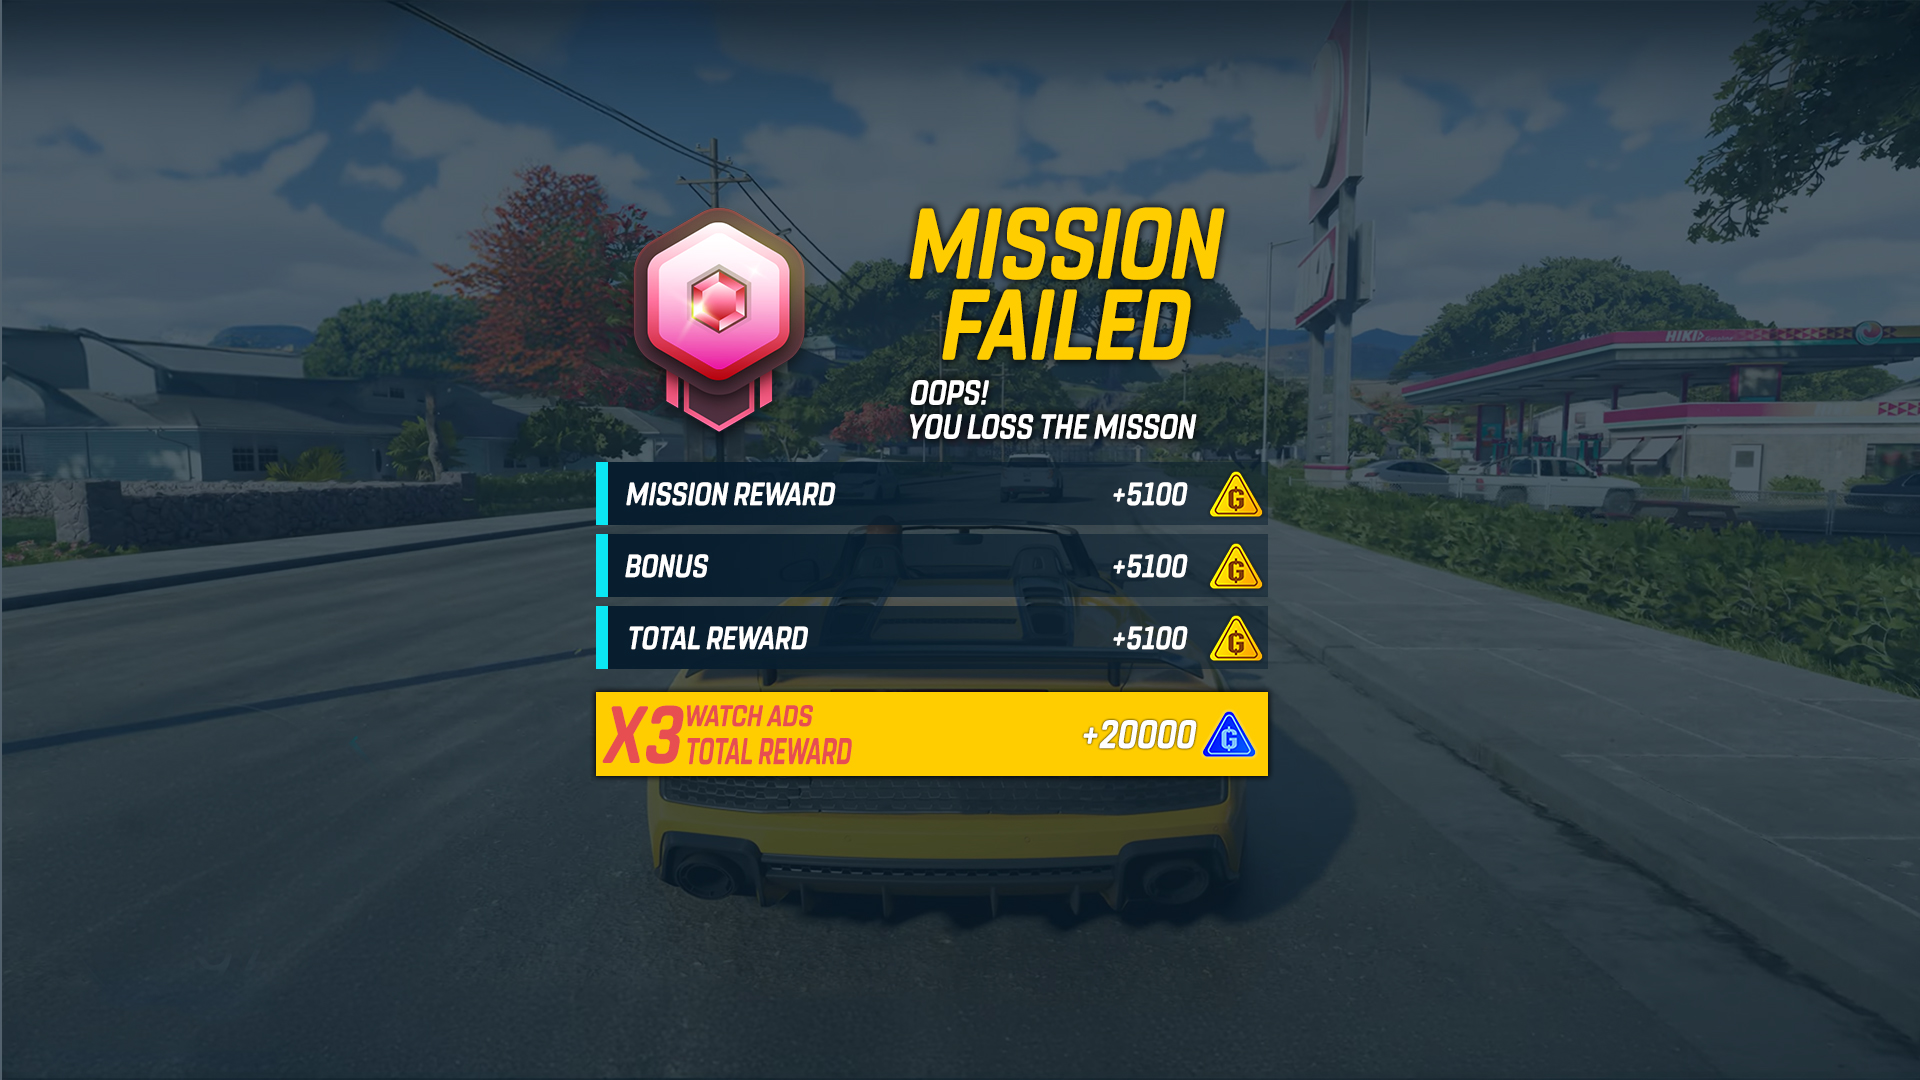 MISSION
FAILED
OOPS!
YOU LOSS THE MISSON
HIKI
MISSION REWARD +5100 G
BONUS +5100 G
TOTAL REWARD +5100 G
X3 WATCH ADS
TOTAL REWARD
+20000 G